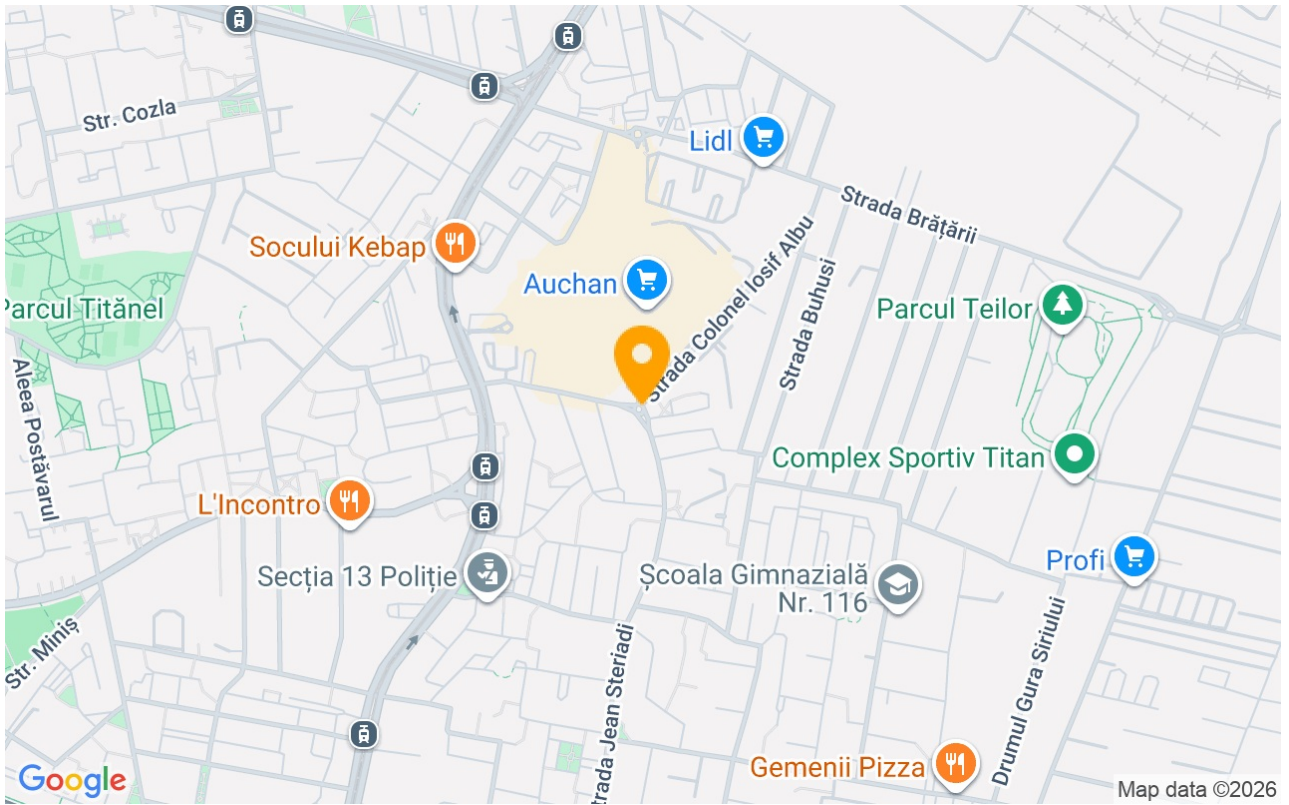 Str. Cozla
Lidl
Strada Brățării
Socului Kebap
Auchan
Strada Colonel Iosif Albu
Strada Buhusi
Parcul Teilor
Parcul Titănel
Aleea Postăvarul
Complex Sportiv Titan
L'Incontro
Secția 13 Poliție
Școala Gimnazială
Nr. 116
Profi
Str. Miniș
Strada Jean Steriadi
Drumul Gura Siriului
Gemenii Pizza
Google
Map data ©2026